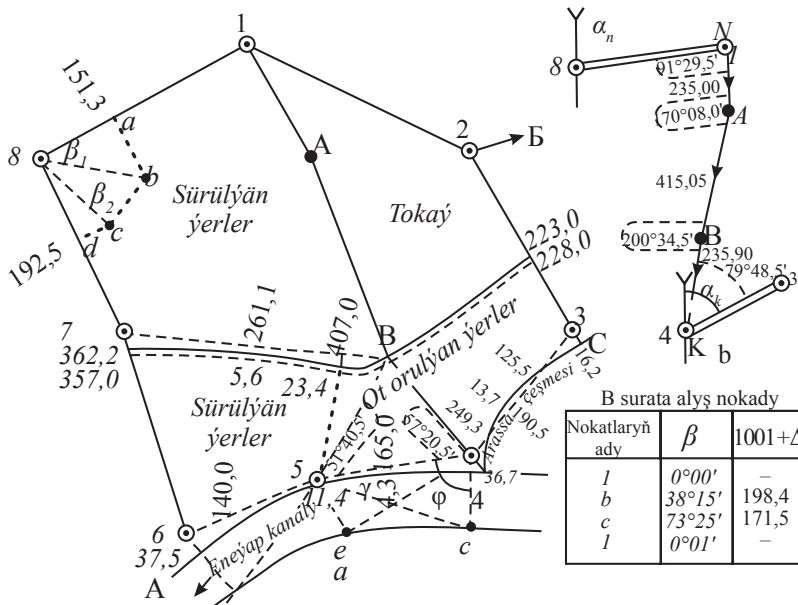 1
151,3
a
8
β₁
b
β₂
c
d
192,5
Sürülýän
ýerler
A
2
Б
Tokaý
223,0
228,0
7
362,2
357,0
261,1
407,0
B
5,6
23,4
Ot orulýan ýerler
3
C
16,2
125,5
13,7
249,3
190,5
Arassa çeşmesi
Sürülýän
ýerler
140,0
5
51°40,5'
165,0
57°20,5'
36,7
4
φ
γ
4,3
6
37,5
A
Eneýap kanaly
e
a
c
αₙ
8
N
1
91°29,5'
235,00
70°08,0'
A
415,05
200°34,5'
B
235,90
79°48,5'
3
αₖ
4
K
b
B surata alyş nokady
Nokatlaryň ady β 1001+Δ
1 0°00' –
b 38°15' 198,4
c 73°25' 171,5
1 0°01' –